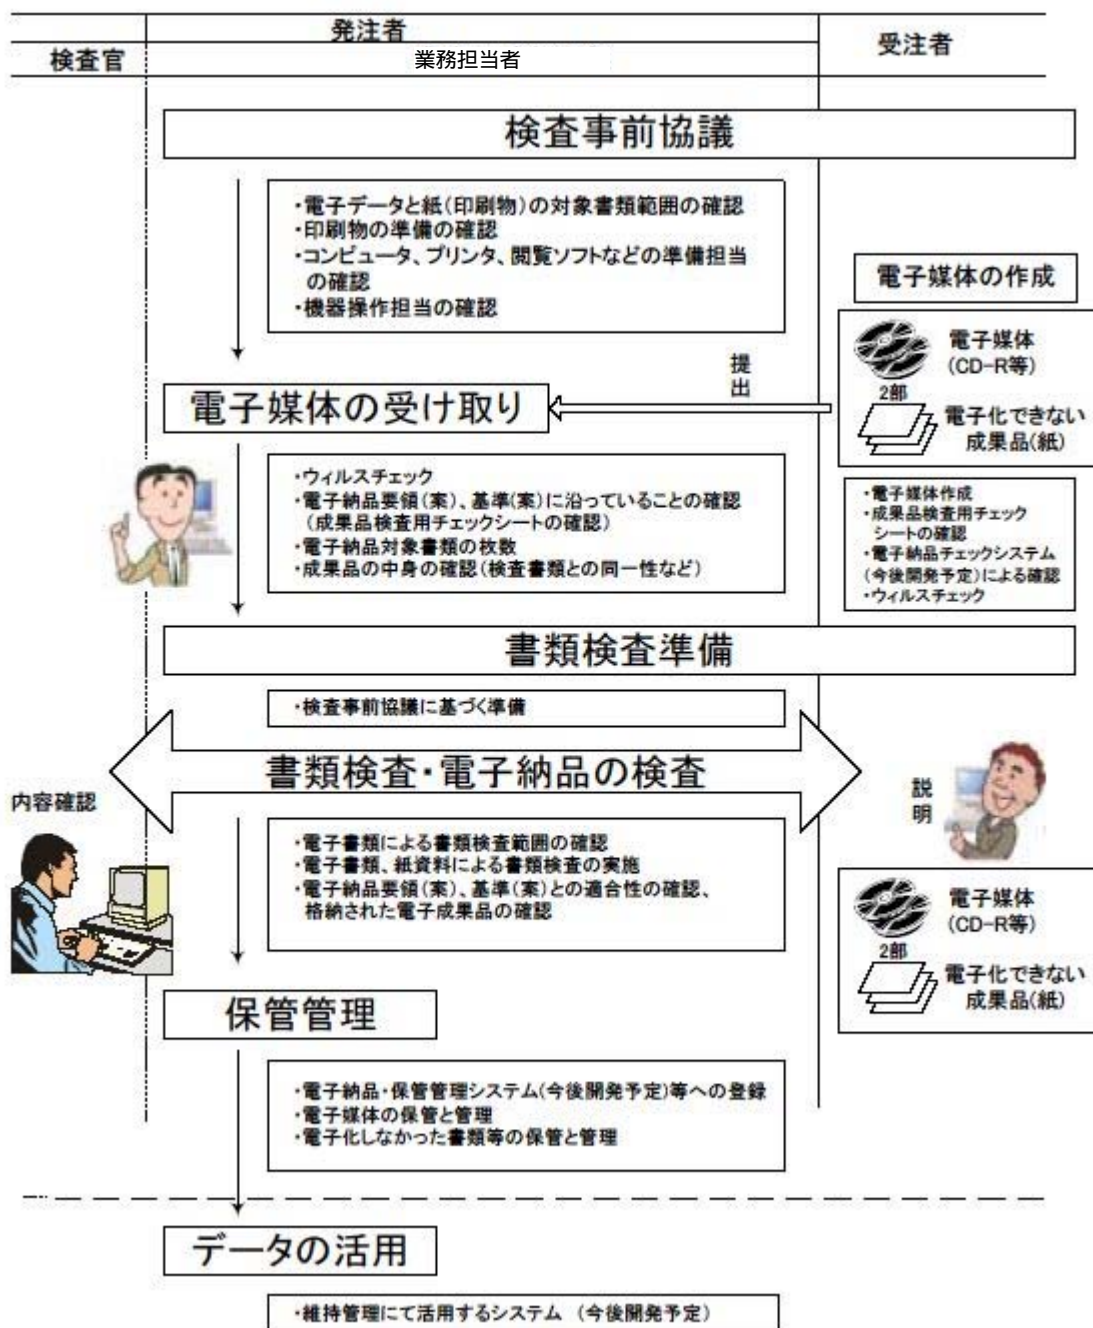 発注者
受注者
検査官
業務担当者
検査事前協議
・電子データと紙(印刷物)の対象書類範囲の確認
・印刷物の準備の確認
・コンピュータ、プリンタ、閲覧ソフトなどの準備担当
の確認
・機器操作担当の確認
電子媒体の作成
電子媒体
(CD-R等)
2部
電子化できない
成果品(紙)
提
出
電子媒体の受け取り
・ウィルスチェック
・電子納品要領(案)、基準(案)に沿っていることの確認
(成果品検査用チェックシートの確認)
・電子納品対象書類の枚数
・成果品の中身の確認(検査書類との同一性など)
・電子媒体作成
・成果品検査用チェック
シートの確認
・電子納品チェックシステム
(今後開発予定)による確認
・ウィルスチェック
書類検査準備
・検査事前協議に基づく準備
書類検査・電子納品の検査
内容確認
説
明
・電子書類による書類検査範囲の確認
・電子書類、紙資料による書類検査の実施
・電子納品要領(案)、基準(案)との適合性の確認、
格納された電子成果品の確認
電子媒体
(CD-R等)
2部
電子化できない
成果品(紙)
保管管理
・電子納品・保管管理システム(今後開発予定)等への登録
・電子媒体の保管と管理
・電子化しなかった書類等の保管と管理
データの活用
・維持管理にて活用するシステム (今後開発予定)